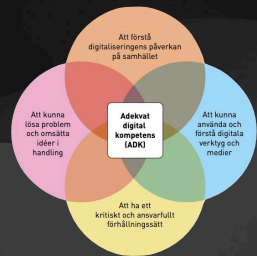 Att förstå
digitaliseringens påverkan
på samhället
Att kunna
lösa problem
och omsätta
idéer i
handling
Adekvat
digital
kompetens
(ADK)
Att kunna
använda och
förstå digitala
verktyg och
medier
Att ha ett
kritiskt och ansvarfullt
förhållningssätt